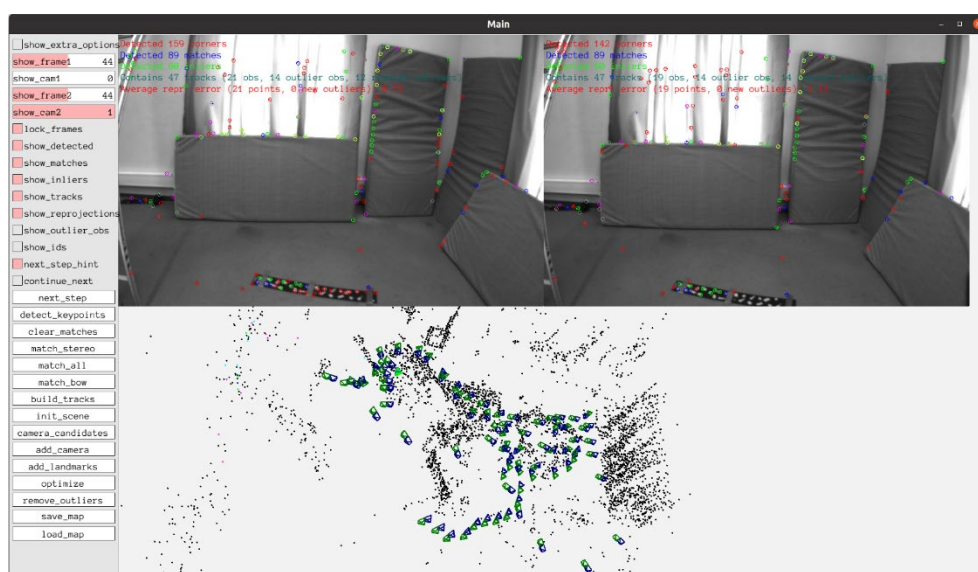 Main
show_extra_options
show_frame1 44
show_cam1 0
show_frame2 44
show_cam2 1
lock_frames
show_detected
show_matches
show_inliers
show_tracks
show_reprojections
show_outlier_obs
show_ids
next_step_hint
continue_next
next_step
detect_keypoints
clear_matches
match_stereo
match_all
match_bow
build_tracks
init_scene
camera_candidates
add_camera
add_landmarks
optimize
remove_outliers
save_map
load_map
Detected 159 corners
Detected 89 matches
Contains 47 tracks (21 obs, 14 outlier obs, 12
Average repr. error (21 points, 0 new outliers):
Detected 142 corners
Detected 89 matches
Contains 47 tracks (19 obs, 14 outlier obs,
Average repr. error (19 points, 0 new outliers):